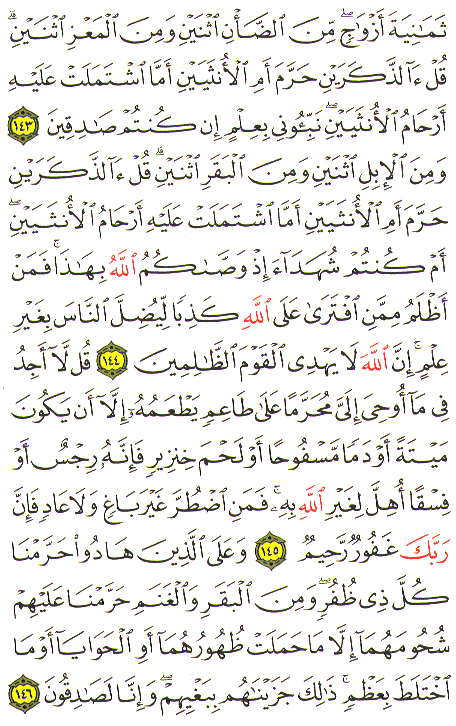 ثَمَـٰنِيَةَ أَزْوَٰجٍۖ مِّنَ ٱلضَّأْنِ ٱثْنَيْنِ وَمِنَ ٱلْمَعْزِ ٱثْنَيْنِۗ
قُلْ ءَآلذَّكَرَيْنِ حَرَّمَ أَمِ ٱلْأُنثَيَيْنِ أَمَّا ٱشْتَمَلَتْ عَلَيْهِ
أَرْحَامُ ٱلْأُنثَيَيْنِۖ نَبِّـُٔونِى بِعِلْمٍ إِن كُنتُمْ صَـٰدِقِينَ ١٤٣
وَمِنَ ٱلْإِبِلِ ٱثْنَيْنِ وَمِنَ ٱلْبَقَرِ ٱثْنَيْنِۗ قُلْ ءَآلذَّكَرَيْنِ
حَرَّمَ أَمِ ٱلْأُنثَيَيْنِ أَمَّا ٱشْتَمَلَتْ عَلَيْهِ أَرْحَامُ ٱلْأُنثَيَيْنِۖ
أَمْ كُنتُمْ شُهَدَآءَ إِذْ وَصَّىٰكُمُ ٱللَّهُ بِهَـٰذَاۚ فَمَنْ
أَظْلَمُ مِمَّنِ ٱفْتَرَىٰ عَلَى ٱللَّهِ كَذِبًا لِّيُضِلَّ ٱلنَّاسَ بِغَيْرِ
عِلْمٍۗ إِنَّ ٱللَّهَ لَا يَهْدِى ٱلْقَوْمَ ٱلظَّـٰلِمِينَ ١٤٤ قُل لَّآ أَجِدُ
فِى مَآ أُوحِىَ إِلَىَّ مُحَرَّمًا عَلَىٰ طَاعِمٍ يَطْعَمُهُۥٓ إِلَّآ أَن يَكُونَ
مَيْتَةً أَوْ دَمًا مَّسْفُوحًا أَوْ لَحْمَ خِنزِيرٍ فَإِنَّهُۥ رِجْسٌ أَوْ
فِسْقًا أُهِلَّ لِغَيْرِ ٱللَّهِ بِهِۦۚ فَمَنِ ٱضْطُرَّ غَيْرَ بَاغٍ وَلَا عَادٍ فَإِنَّ
رَبَّكَ غَفُورٌ رَّحِيمٌ ١٤٥ وَعَلَى ٱلَّذِينَ هَادُوا۟ حَرَّمْنَا
كُلَّ ذِى ظُفُرٍۖ وَمِنَ ٱلْبَقَرِ وَٱلْغَنَمِ حَرَّمْنَا عَلَيْهِمْ
شُحُومَهُمَآ إِلَّا مَا حَمَلَتْ ظُهُورُهُمَآ أَوِ ٱلْحَوَايَآ أَوْ مَا
ٱخْتَلَطَ بِعَظْمٍۚ ذَٰلِكَ جَزَيْنَـٰهُم بِبَغْيِهِمْۖ وَإِنَّا لَصَـٰدِقُونَ ١٤٦